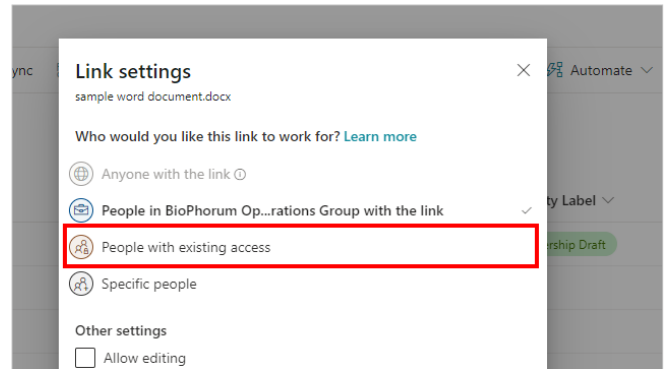 Link settings
ync
Automate
sample word document.docx
Who would you like this link to work for? Learn more
Anyone with the link
People in BioPhorum Op...rations Group with the link
ty Label
People with existing access
ership Draft
Specific people
Other settings
Allow editing